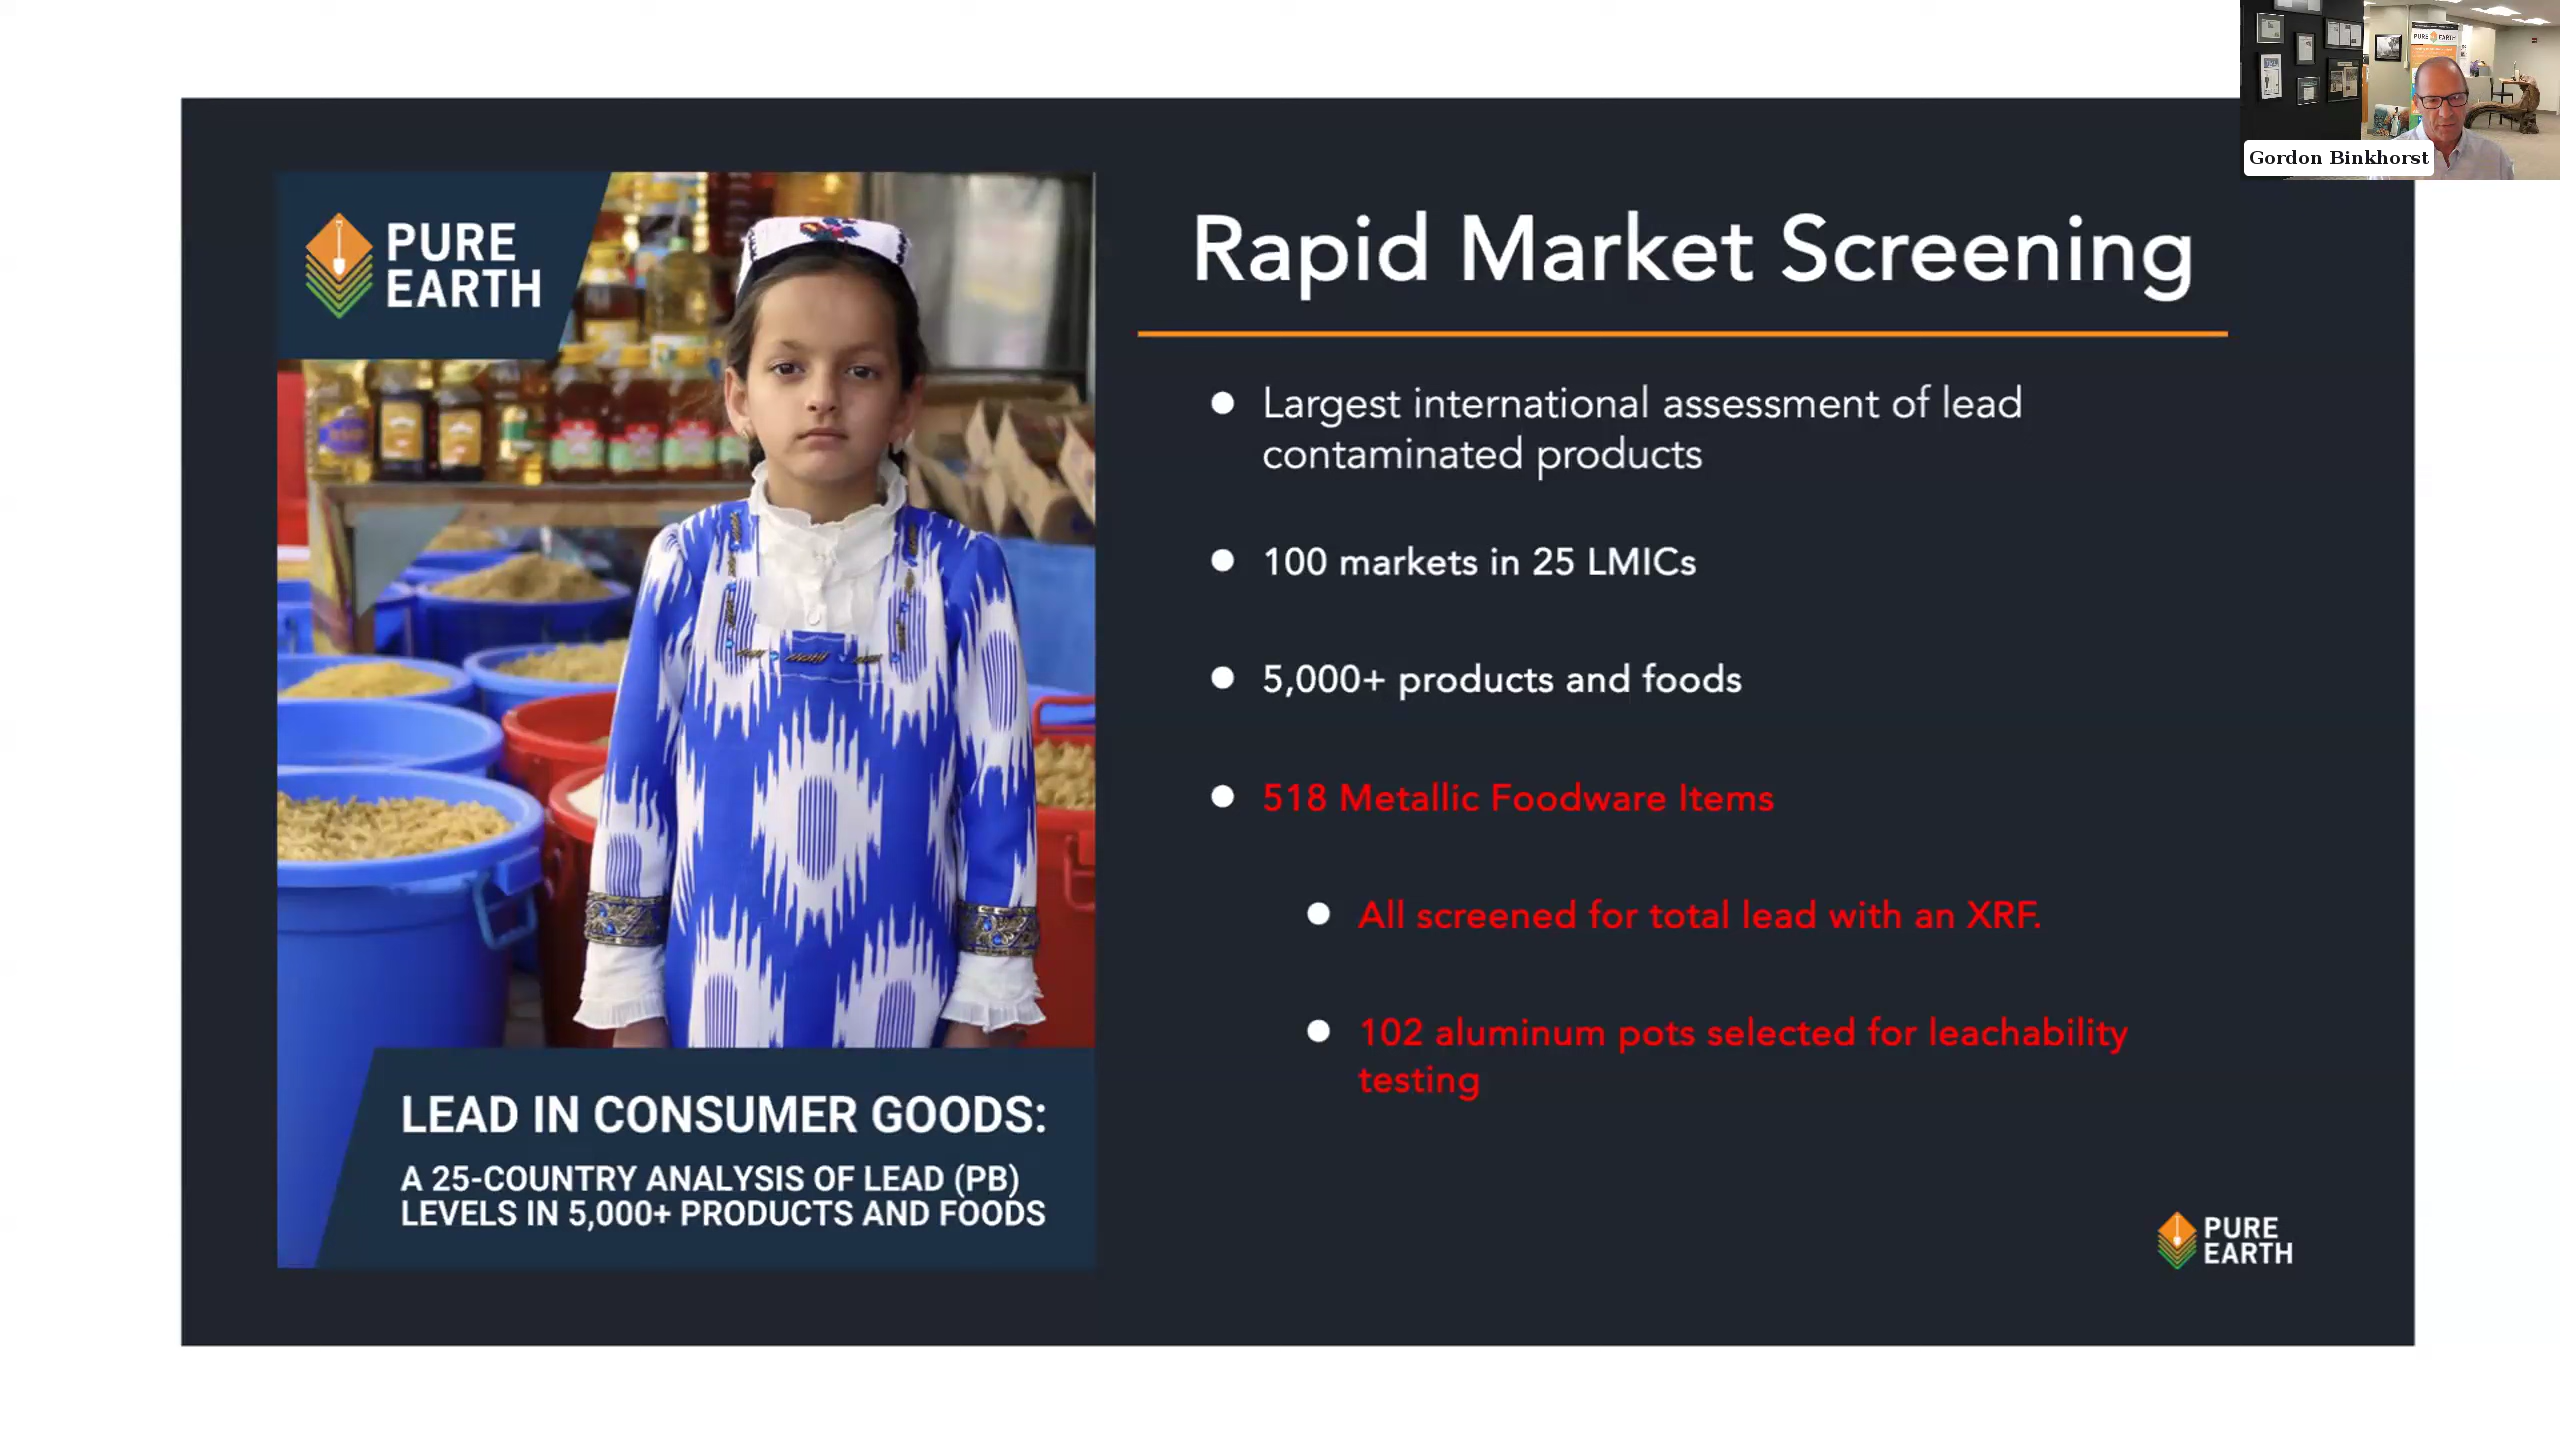 PURE EARTH
Gordon Binkhorst
PURE
EARTH
Rapid Market Screening
Largest international assessment of lead
contaminated products
100 markets in 25 LMICs
5,000+ products and foods
518 Metallic Foodware Items
All screened for total lead with an XRF.
102 aluminum pots selected for leachability
testing
LEAD IN CONSUMER GOODS:
A 25-COUNTRY ANALYSIS OF LEAD (PB)
LEVELS IN 5,000+ PRODUCTS AND FOODS
PURE
EARTH